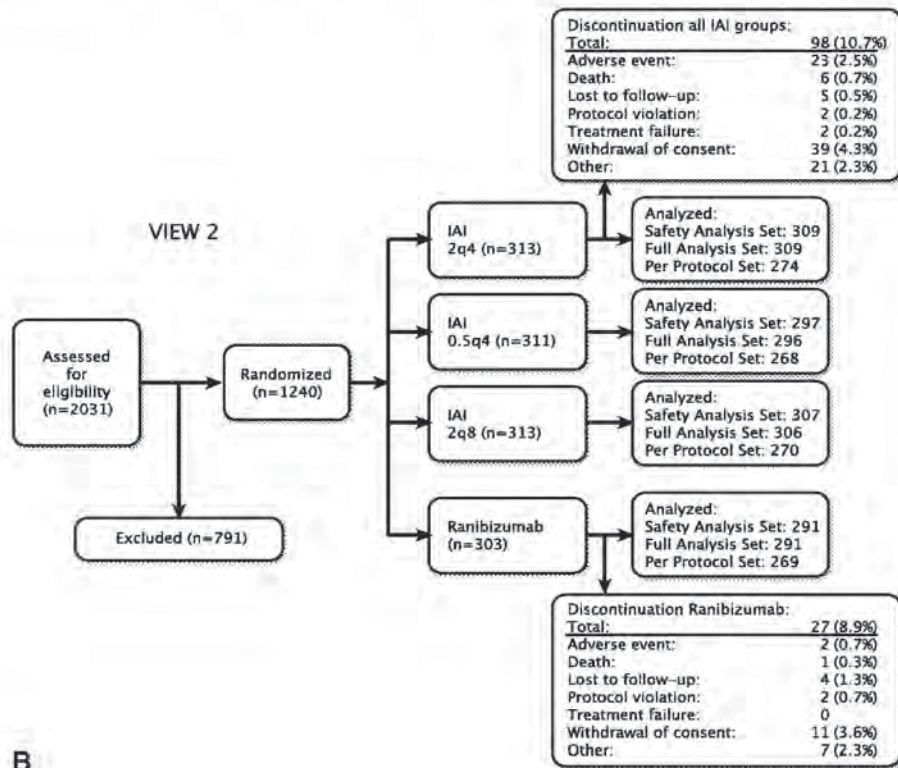 Discontinuation all IAI groups:
Total: 98 (10.7%)
Adverse event: 23 (2.5%)
Death: 6 (0.7%)
Lost to follow-up: 5 (0.5%)
Protocol violation: 2 (0.2%)
Treatment failure: 2 (0.2%)
Withdrawal of consent: 39 (4.3%)
Other: 21 (2.3%)
VIEW 2
IAI
2q4 (n=313)
Analyzed:
Safety Analysis Set: 309
Full Analysis Set: 309
Per Protocol Set: 274
Assessed
for
eligibility
(n=2031)
Randomized
(n=1240)
IAI
0.5q4 (n=311)
Analyzed:
Safety Analysis Set: 297
Full Analysis Set: 296
Per Protocol Set: 268
IAI
2q8 (n=313)
Analyzed:
Safety Analysis Set: 307
Full Analysis Set: 306
Per Protocol Set: 270
Excluded (n=791)
Ranibizumab
(n=303)
Analyzed:
Safety Analysis Set: 291
Full Analysis Set: 291
Per Protocol Set: 269
Discontinuation Ranibizumab:
Total: 27 (8.9%)
Adverse event: 2 (0.7%)
Death: 1 (0.3%)
Lost to follow-up: 4 (1.3%)
Protocol violation: 2 (0.7%)
Treatment failure: 0
Withdrawal of consent: 11 (3.6%)
Other: 7 (2.3%)
B